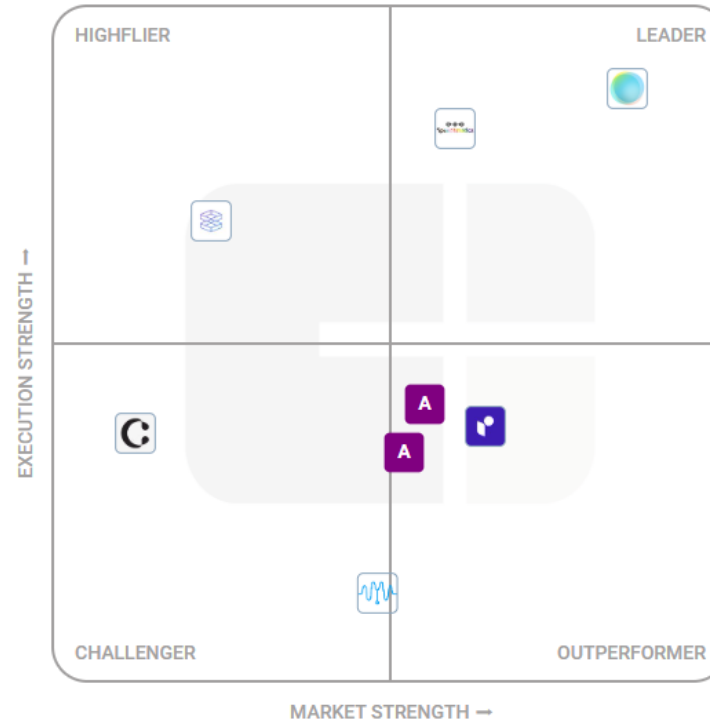 HIGHFLIER
LEADER
EXECUTION STRENGTH →
A
A
CHALLENGER
OUTPERFORMER
MARKET STRENGTH →